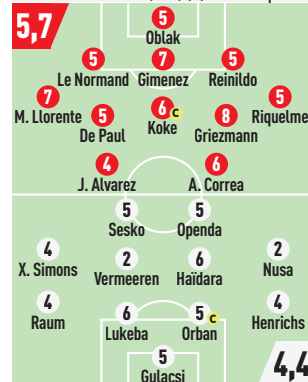 5,7
5
Oblak
5 7 5
Le Normand Gimenez Reinildo
7 5 6 C 8 5
M. Llorente De Paul Koke Griezmann Riquelme
4 6
J. Alvarez A. Correa
5 5
Sesko Openda
4 2 6 2
X. Simons Vermeeren Haïdara Nusa
4 6 5 C 4
Raum Lukeba Orban Henrichs
5
Gulacsi
4,4